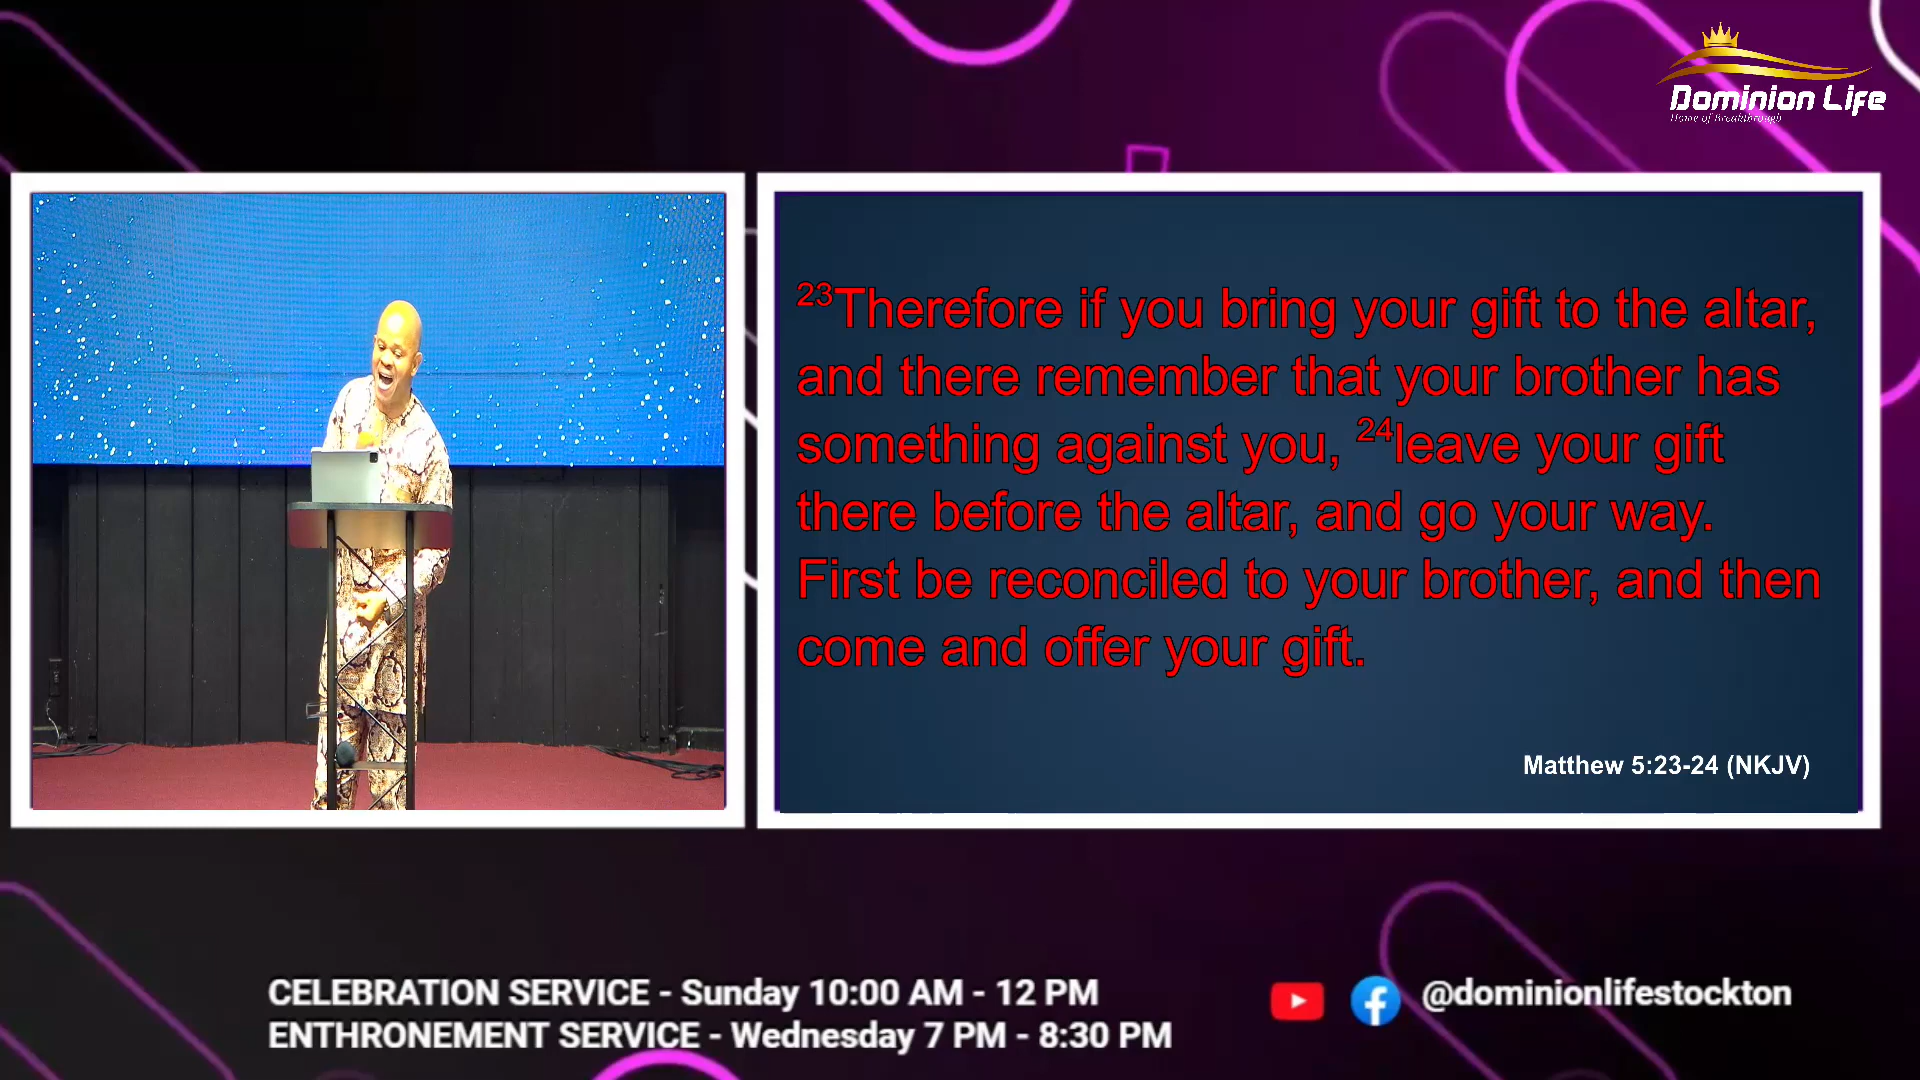 Dominion Life
Home of Breakthrough
23Therefore if you bring your gift to the altar,
and there remember that your brother has
something against you, 24leave your gift
there before the altar, and go your way.
First be reconciled to your brother, and then
come and offer your gift.
Matthew 5:23-24 (NKJV)
CELEBRATION SERVICE - Sunday 10:00 AM - 12 PM
ENTHRONEMENT SERVICE - Wednesday 7 PM - 8:30 PM
@dominionlifestockton